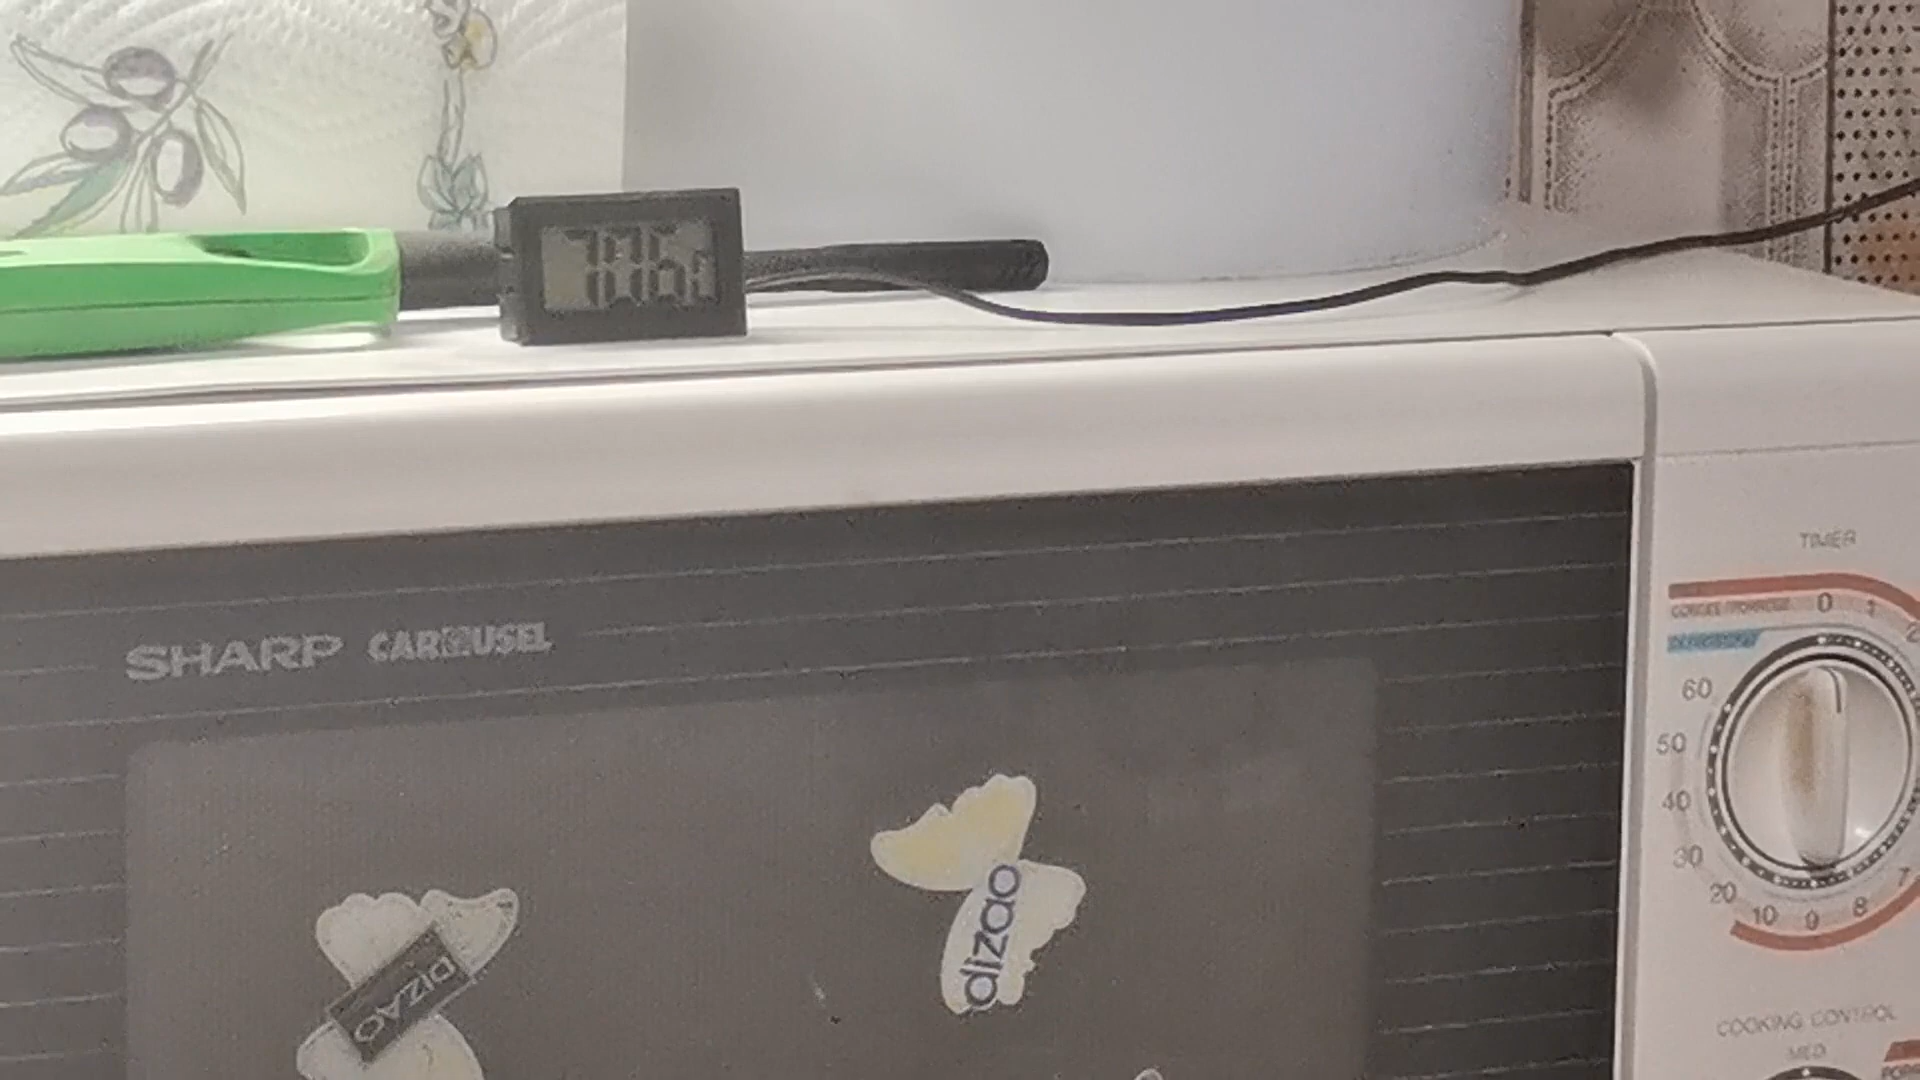 SHARP CAROUSEL
TIMER
0 1 2
60
50
40
30
20
10 9 8 7
dizao
DIZAO
COOKING CONTROL
MED